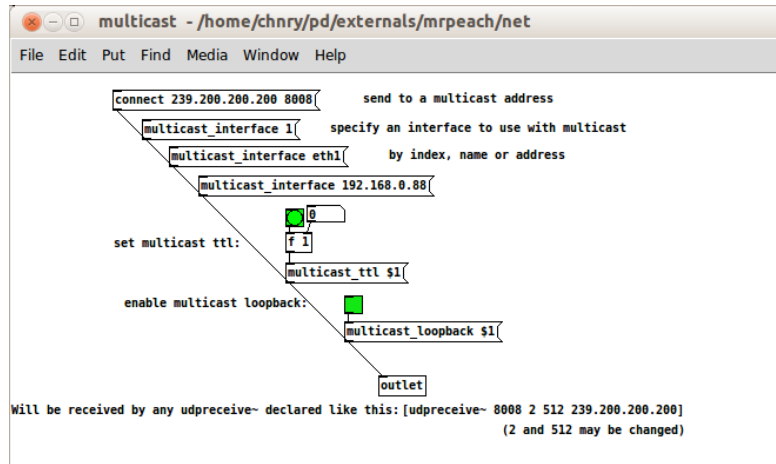 multicast - /home/chnry/pd/externals/mrpeach/net
File Edit Put Find Media Window Help
connect 239.200.200.200 8008 send to a multicast address
multicast_interface 1 specify an interface to use with multicast
multicast_interface eth1 by index, name or address
multicast_interface 192.168.0.88
0
set multicast ttl: f 1
multicast_ttl $1
enable multicast loopback:
multicast_loopback $1
outlet
Will be received by any udpreceive~ declared like this: [udpreceive~ 8008 2 512 239.200.200.200]
(2 and 512 may be changed)